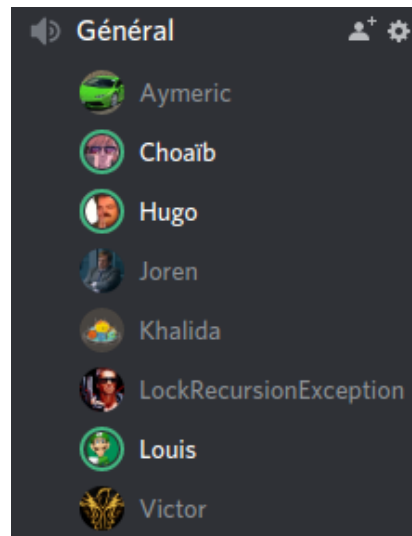 Général
Aymeric
Choaïb
Hugo
Joren
Khalida
LockRecursionException
Louis
Victor